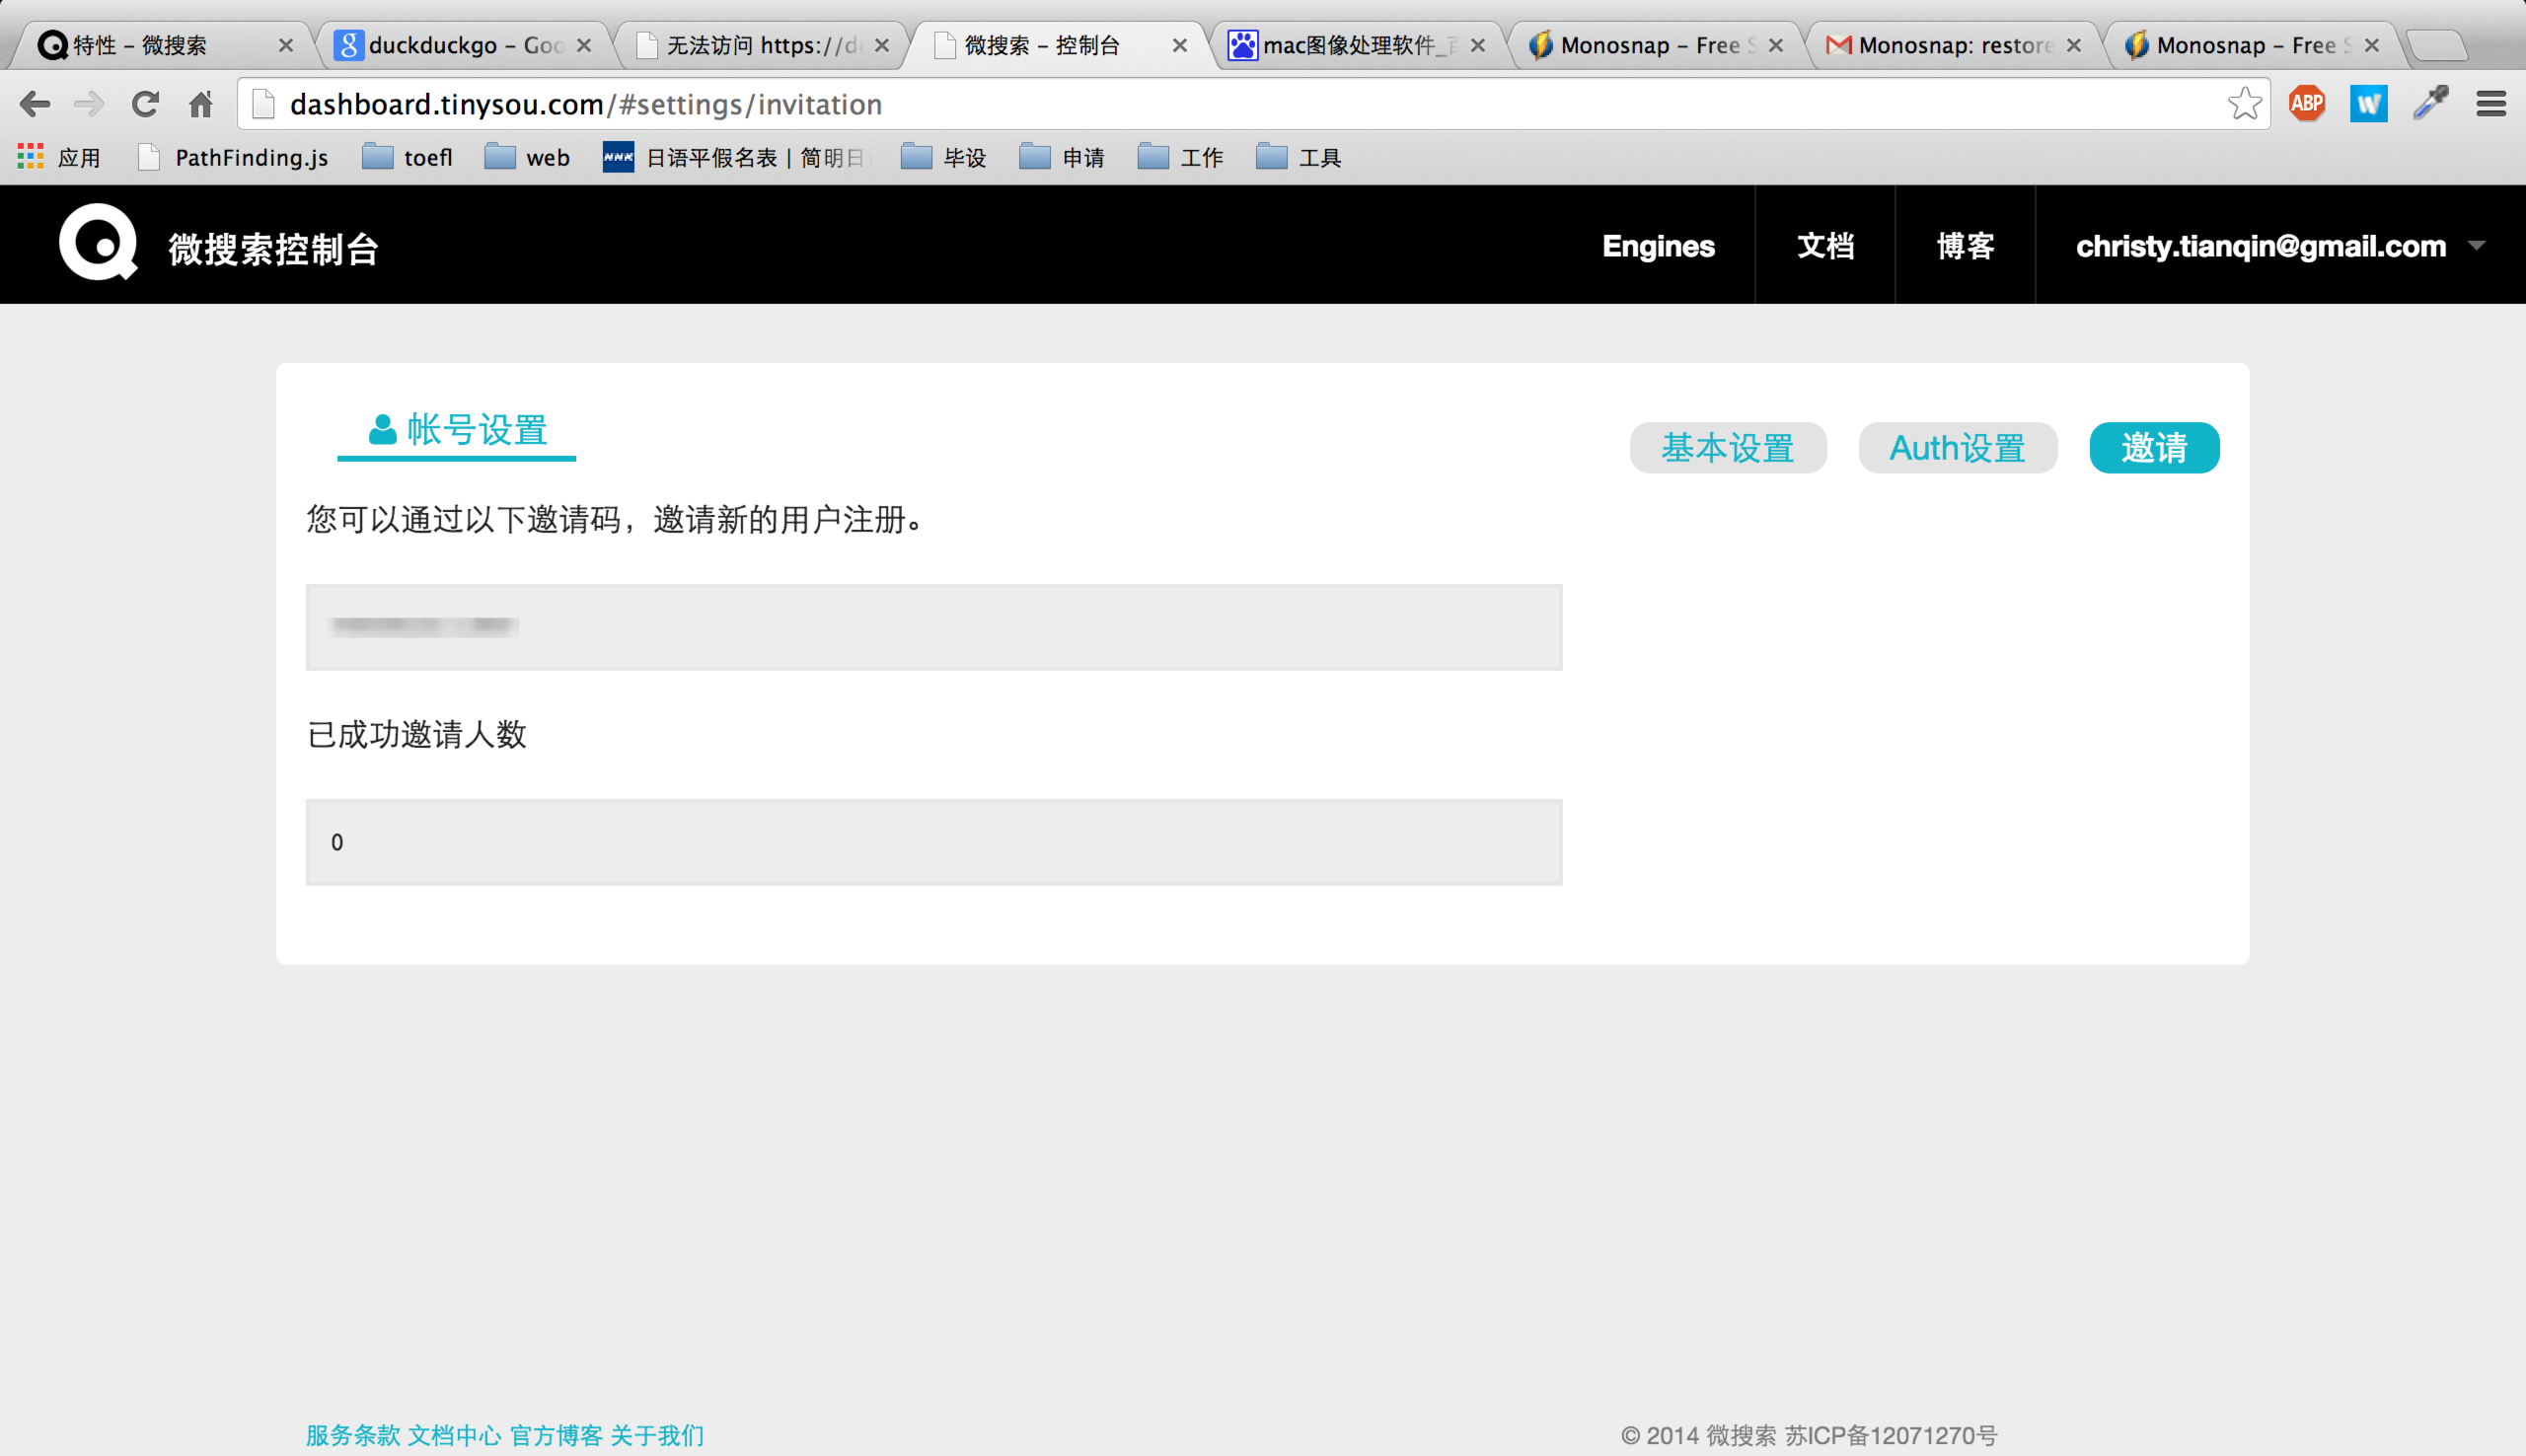 特性 – 微搜索
duckduckgo – Goo
无法访问 https://d
微搜索 – 控制台
mac图像处理软件_百
Monosnap – Free S
Monosnap: restore
Monosnap – Free S
dashboard.tinysou.com/#settings/invitation
ABP
应用
PathFinding.js
toefl
web
日语平假名表 | 简明日
毕设
申请
工作
工具
微搜索控制台
Engines
文档
博客
christy.tianqin@gmail.com
帐号设置
基本设置
Auth设置
邀请
您可以通过以下邀请码，邀请新的用户注册。
已成功邀请人数
0
服务条款 文档中心 官方博客 关于我们
© 2014 微搜索 苏ICP备12071270号